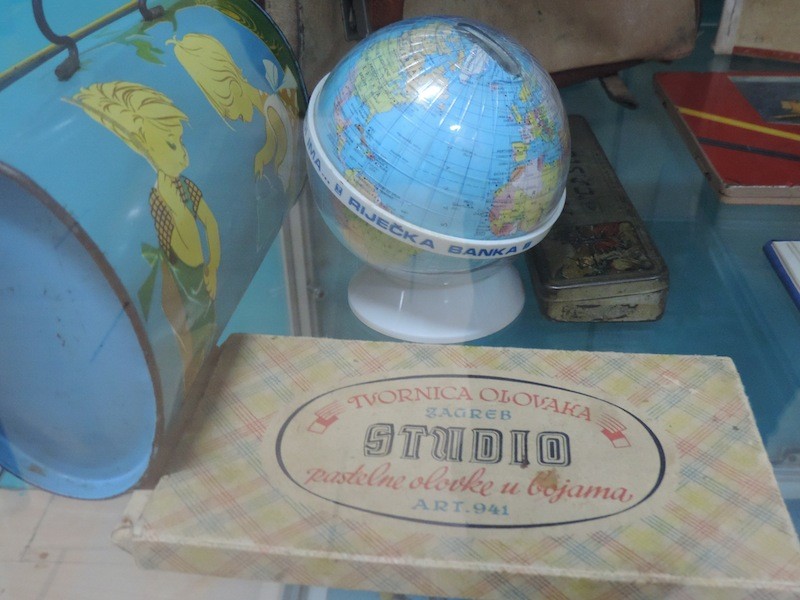 RIJEČKA BANKA
TVORNICA OLOVAKA
ZAGREB
STUDIO
pastelne olovke u bojama
ART. 941